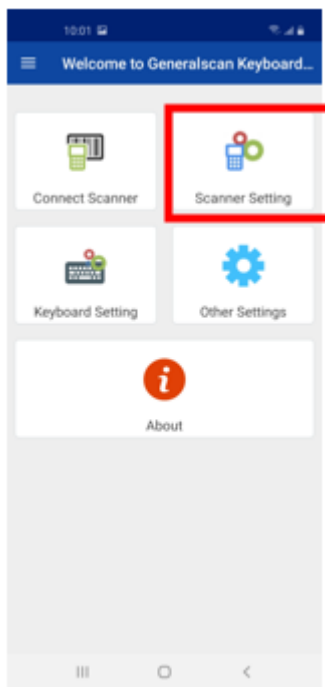 10:01
Welcome to Generalscan Keyboard...
Connect Scanner
Scanner Setting
Keyboard Setting
Other Settings
i
About